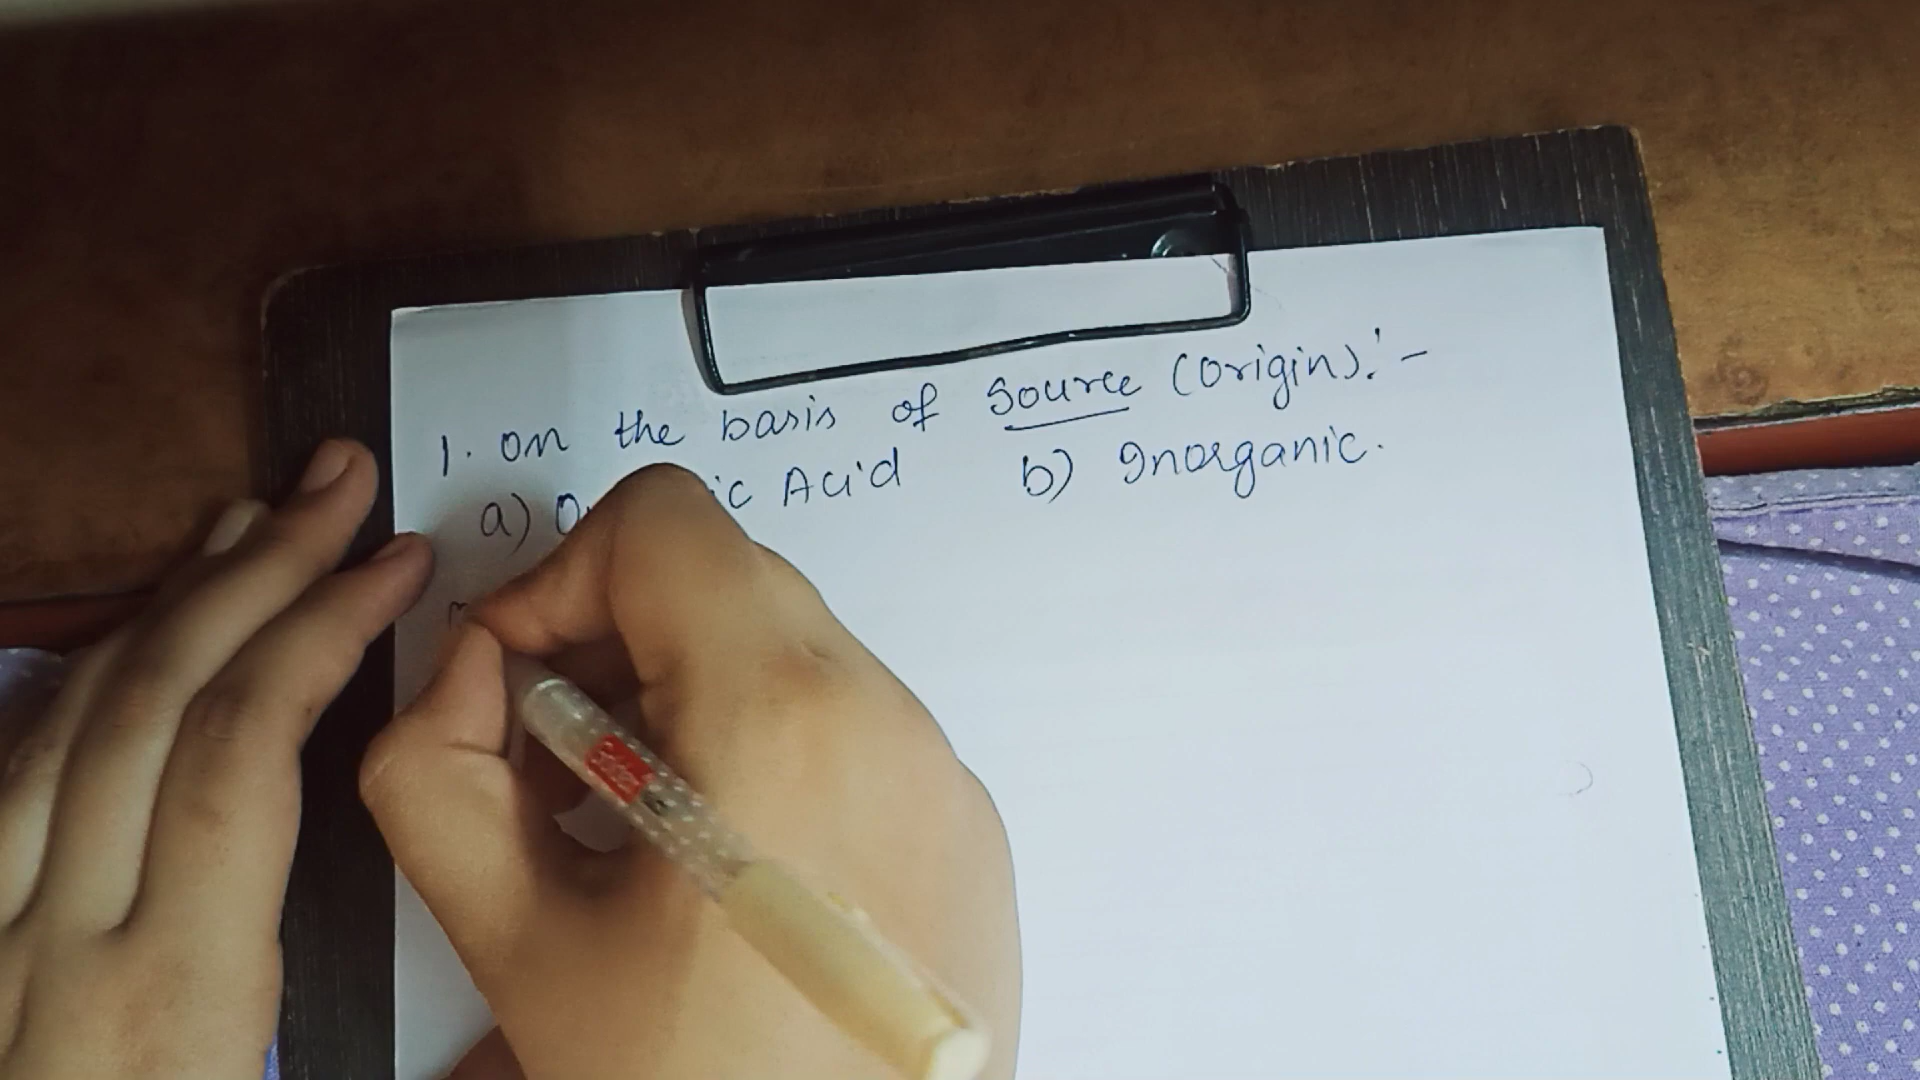 1. on the basis of source (origin):-
a) ic Acid b) Inorganic.